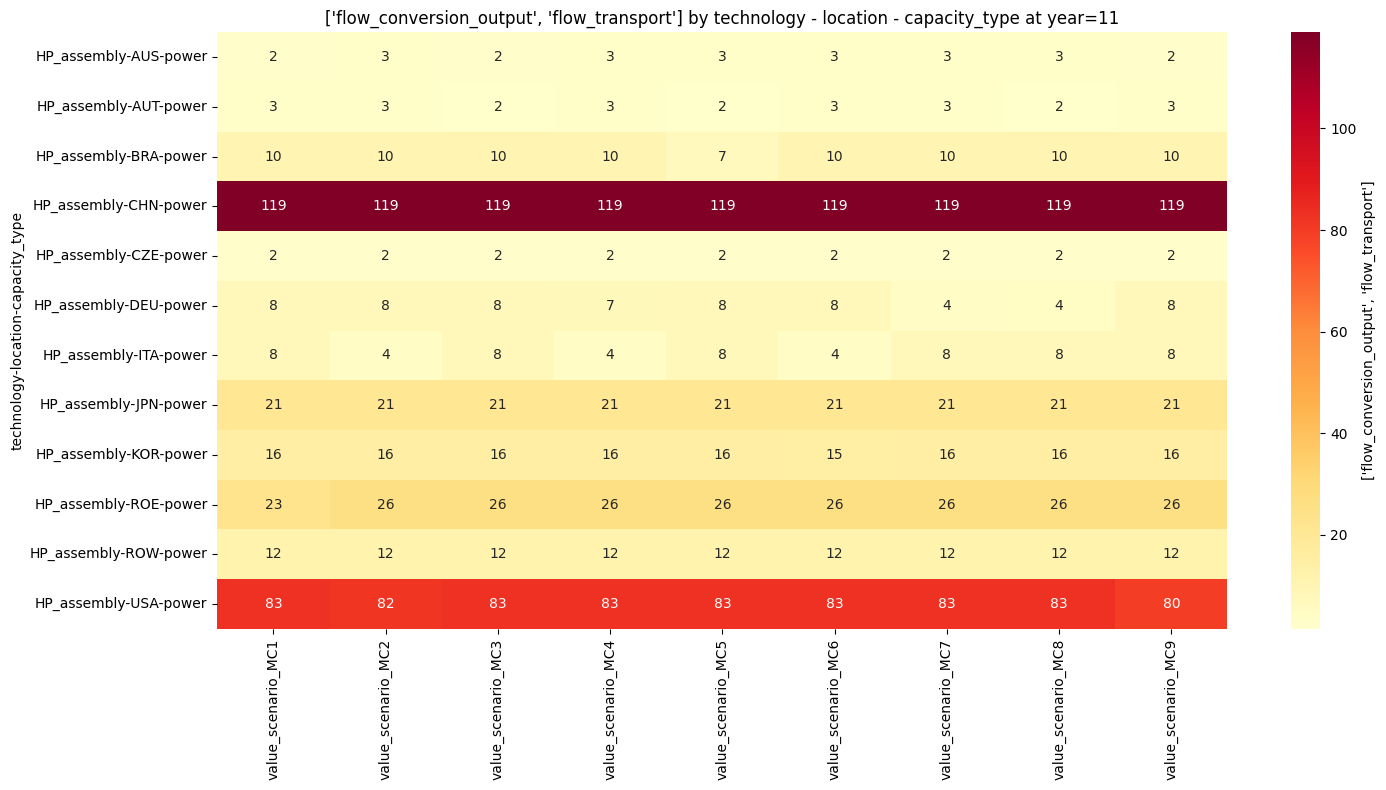 ['flow_conversion_output', 'flow_transport'] by technology - location - capacity_type at year=11
technology-location-capacity_type
HP_assembly-AUS-power 2 3 2 3 3 3 3 3 2
HP_assembly-AUT-power 3 3 2 3 2 3 3 2 3
HP_assembly-BRA-power 10 10 10 10 7 10 10 10 10
HP_assembly-CHN-power 119 119 119 119 119 119 119 119 119
HP_assembly-CZE-power 2 2 2 2 2 2 2 2 2
HP_assembly-DEU-power 8 8 8 7 8 8 4 4 8
HP_assembly-ITA-power 8 4 8 4 8 4 8 8 8
HP_assembly-JPN-power 21 21 21 21 21 21 21 21 21
HP_assembly-KOR-power 16 16 16 16 16 15 16 16 16
HP_assembly-ROE-power 23 26 26 26 26 26 26 26 26
HP_assembly-ROW-power 12 12 12 12 12 12 12 12 12
HP_assembly-USA-power 83 82 83 83 83 83 83 83 80
value_scenario_MC1
value_scenario_MC2
value_scenario_MC3
value_scenario_MC4
value_scenario_MC5
value_scenario_MC6
value_scenario_MC7
value_scenario_MC8
value_scenario_MC9
100
80
60
40
20
['flow_conversion_output', 'flow_transport']